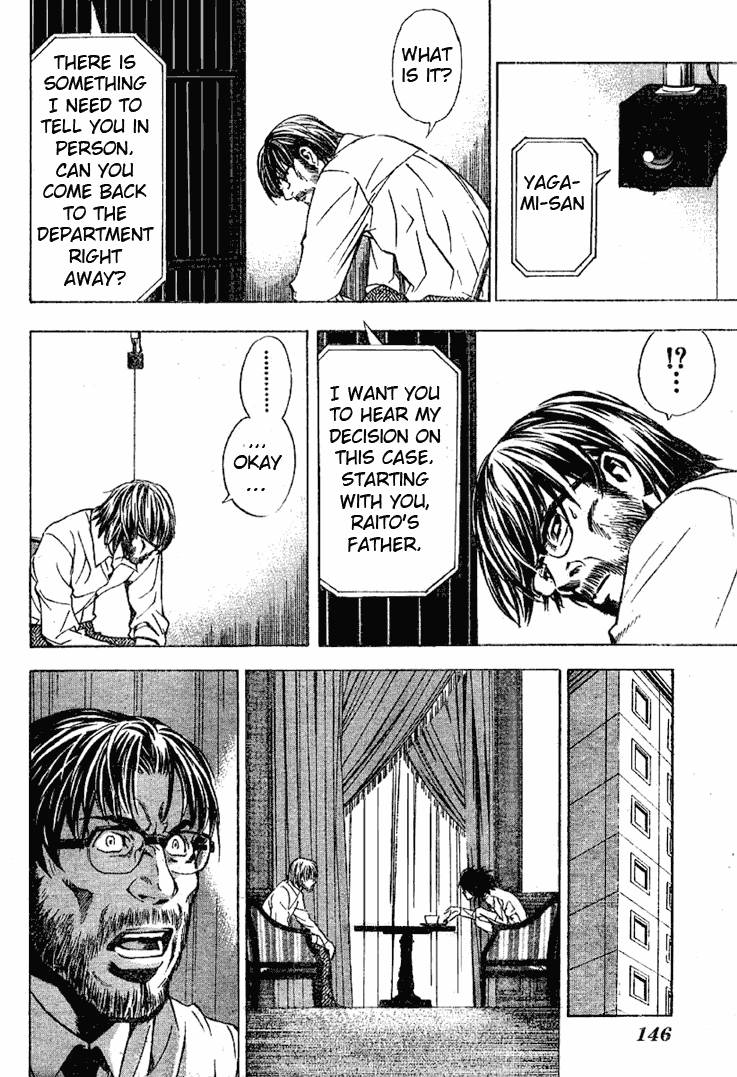 YAGA-
MI-SAN
WHAT
IS IT?
THERE IS
SOMETHING
I NEED TO
TELL YOU IN
PERSON.
CAN YOU
COME BACK
TO THE
DEPARTMENT
RIGHT
AWAY?
!?
...
I WANT YOU
TO HEAR MY
DECISION ON
THIS CASE.
STARTING
WITH YOU,
RAITO'S
FATHER.
.........
...
OKAY
...
146